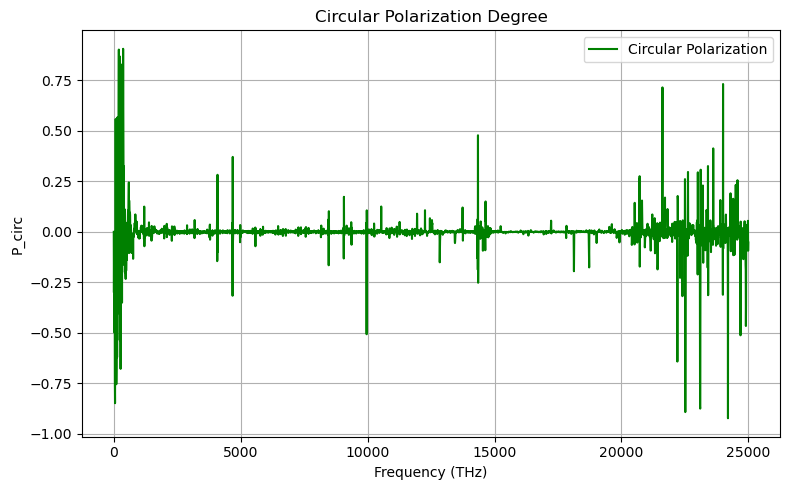 Circular Polarization Degree
Circular Polarization
0.75
0.50
0.25
0.00
−0.25
−0.50
−0.75
−1.00
P_circ
0 5000 10000 15000 20000 25000
Frequency (THz)